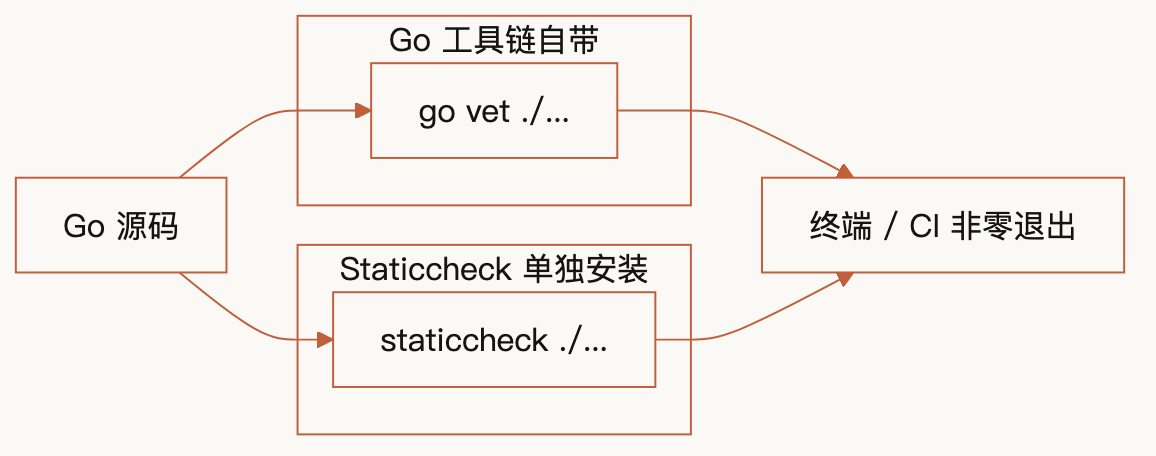 Go 工具链自带
go vet ./...
Go 源码
终端 / CI 非零退出
Staticcheck 单独安装
staticcheck ./...